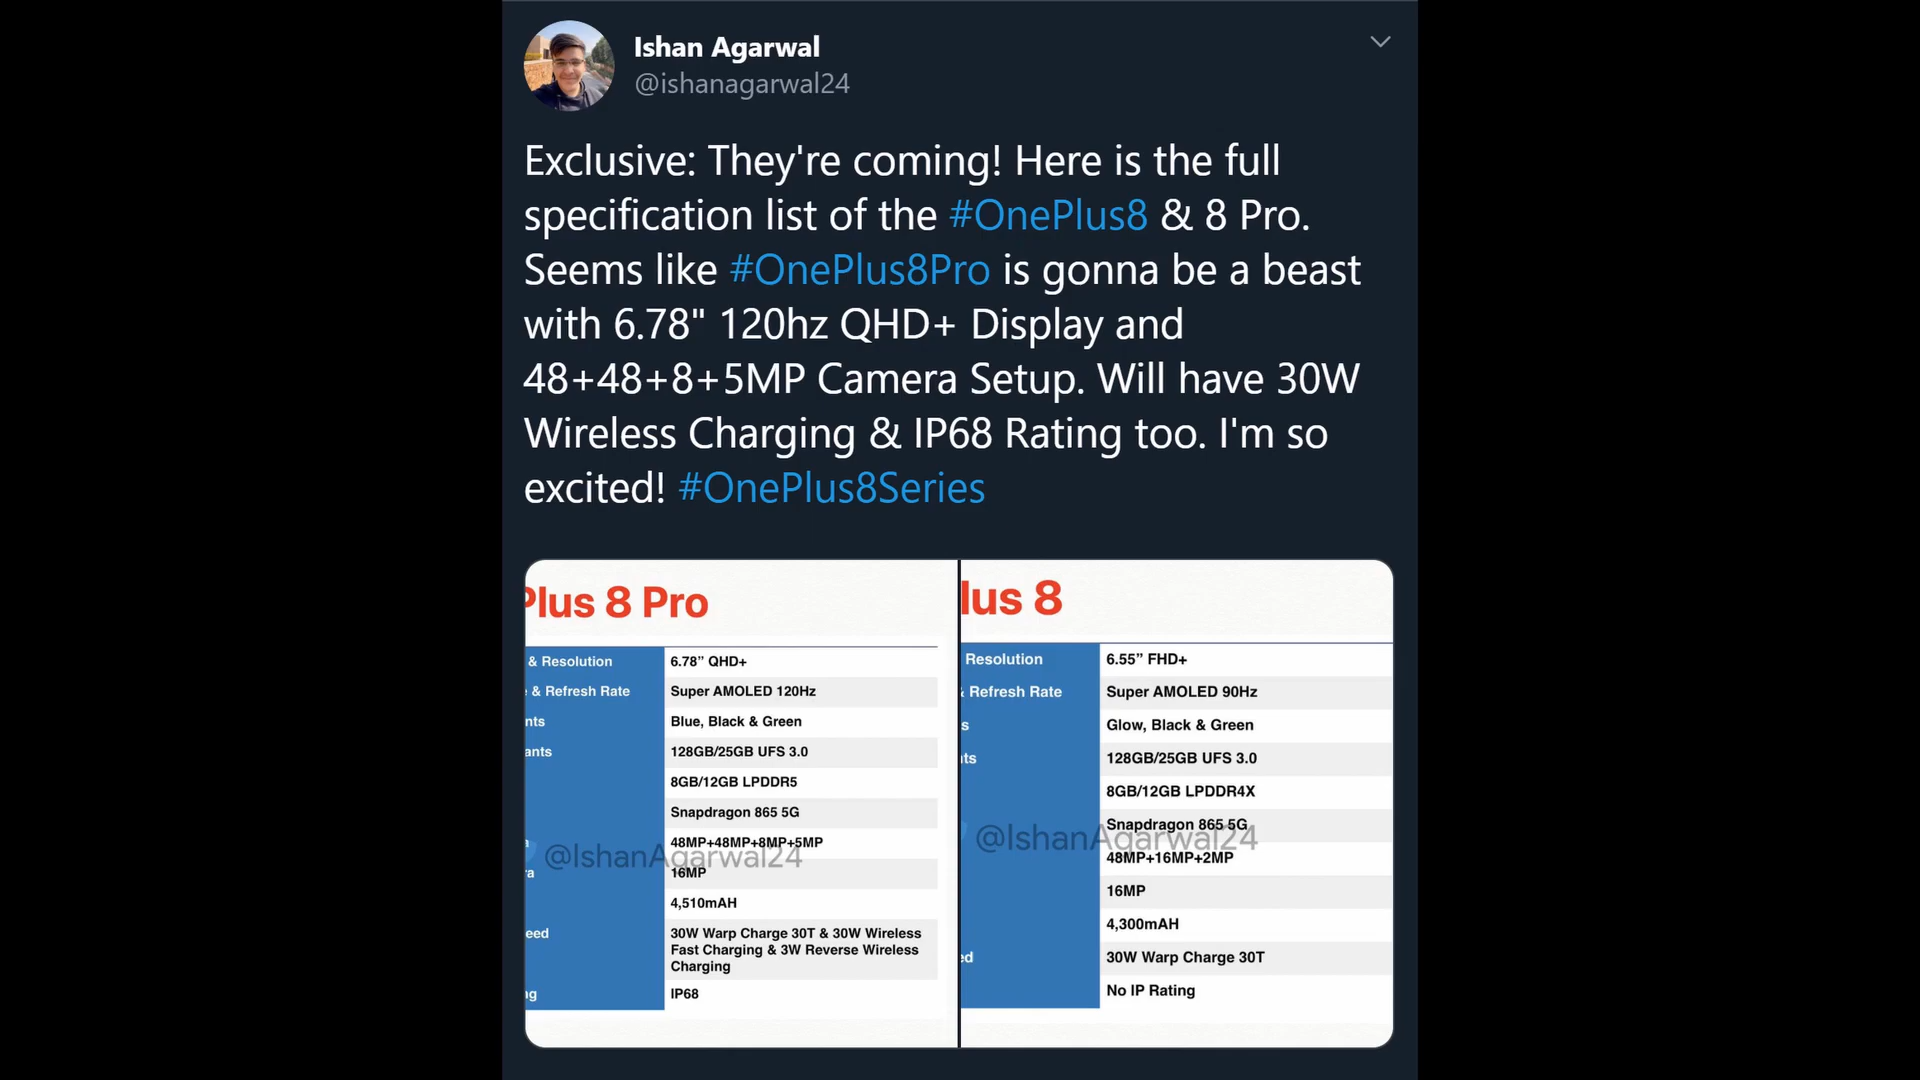 Ishan Agarwal
@ishanagarwal24
Exclusive: They're coming! Here is the full
specification list of the #OnePlus8 & 8 Pro.
Seems like #OnePlus8Pro is gonna be a beast
with 6.78" 120hz QHD+ Display and
48+48+8+5MP Camera Setup. Will have 30W
Wireless Charging & IP68 Rating too. I'm so
excited! #OnePlus8Series
Plus 8 Pro
& Resolution 6.78” QHD+
e & Refresh Rate Super AMOLED 120Hz
nts Blue, Black & Green
ants 128GB/25GB UFS 3.0
8GB/12GB LPDDR5
Snapdragon 865 5G
a 48MP+48MP+8MP+5MP
@IshanAgarwal24
ra 16MP
4,510mAH
eed 30W Warp Charge 30T & 30W Wireless
Fast Charging & 3W Reverse Wireless
Charging
ng IP68
lus 8
Resolution 6.55” FHD+
& Refresh Rate Super AMOLED 90Hz
s Glow, Black & Green
nts 128GB/25GB UFS 3.0
8GB/12GB LPDDR4X
Snapdragon 865 5G
@IshanAgarwal24
48MP+16MP+2MP
16MP
4,300mAH
ed 30W Warp Charge 30T
No IP Rating